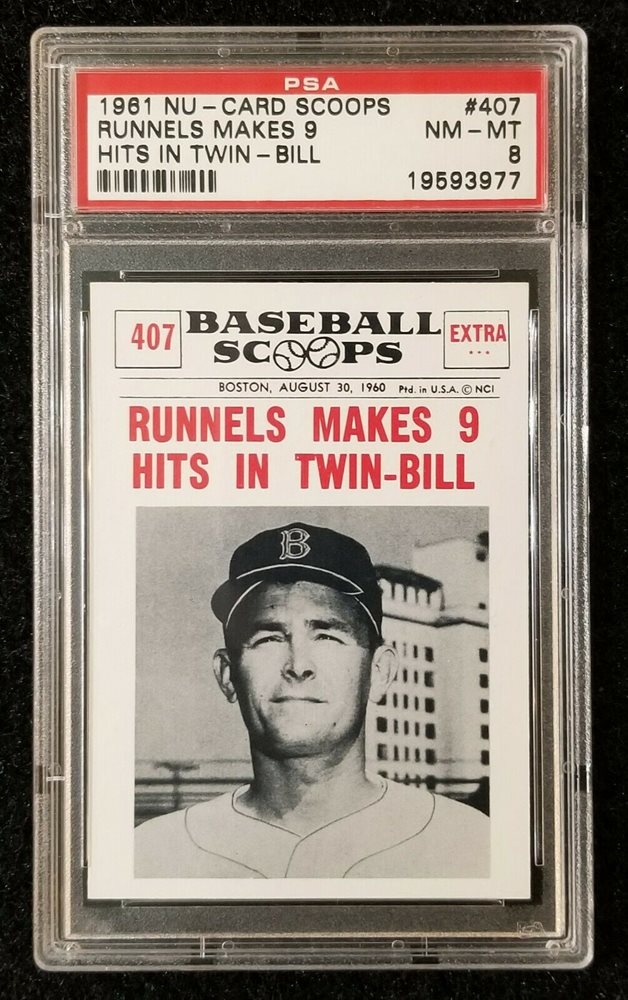 PSA
1961 NU-CARD SCOOPS #407
RUNNELS MAKES 9 NM-MT
HITS IN TWIN-BILL 8
19593977
407 BASEBALL EXTRA
SCOOPS ...
BOSTON, AUGUST 30, 1960 Ptd. in U.S.A. © NCI
RUNNELS MAKES 9
HITS IN TWIN-BILL
B